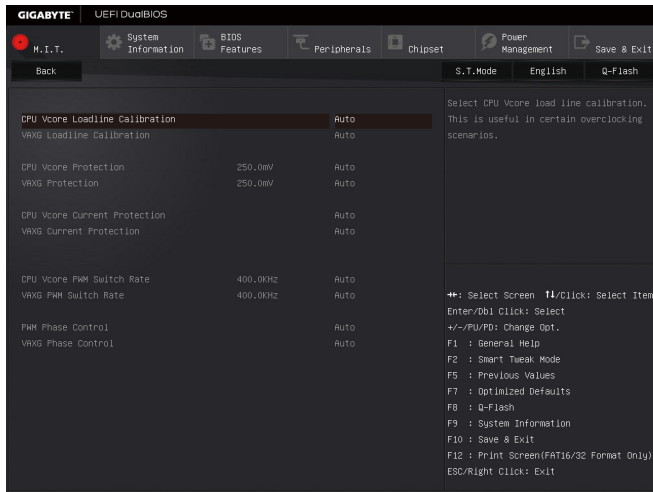 GIGABYTE™ UEFI DualBIOS
M.I.T.
System Information
BIOS Features
Peripherals
Chipset
Power Management
Save & Exit
Back
S.T.Mode English Q-Flash
CPU Vcore Loadline Calibration Auto
VAXG Loadline Calibration Auto
CPU Vcore Protection 250.0mV Auto
VAXG Protection 250.0mV Auto
CPU Vcore Current Protection Auto
VAXG Current Protection Auto
CPU Vcore PWM Switch Rate 400.0KHz Auto
VAXG PWM Switch Rate 400.0KHz Auto
PWM Phase Control Auto
VAXG Phase Control Auto
Select CPU Vcore load line calibration.
This is useful in certain overclocking
scenarios.
→←: Select Screen ↑↓/Click: Select Item
Enter/Dbl Click: Select
+/-/PU/PD: Change Opt.
F1 : General Help
F2 : Smart Tweak Mode
F5 : Previous Values
F7 : Optimized Defaults
F8 : Q-Flash
F9 : System Information
F10 : Save & Exit
F12 : Print Screen(FAT16/32 Format Only)
ESC/Right Click: Exit